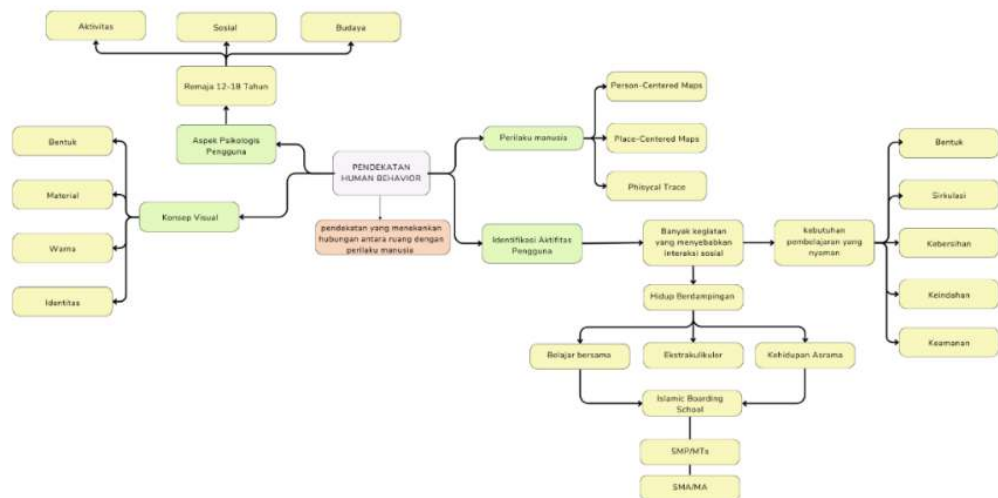 Aktivitas
Sosial
Budaya
Remaja 12-18 Tahun
Aspek Psikologis
Pengguna
Bentuk
Material
Warna
Identitas
Konsep Visual
PENDEKATAN
HUMAN BEHAVIOR
pendekatan yang menekankan
hubungan antara ruang dengan
perilaku manusia
Perilaku manusis
Person-Centered Maps
Place-Centered Maps
Phisycal Trace
Identifikasi Aktifitas
Pengguna
Banyak kegiatan
yang menyebabkan
interaksi sosial
kebutuhan
pembelajaran yang
nyaman
Bentuk
Sirkulasi
Kebersihan
Keindahan
Keamanan
Hidup Berdampingan
Belajar bersama
Ekstrakulikuler
Kehidupan Asrama
Islamic Boarding
School
SMP/MTs
SMA/MA